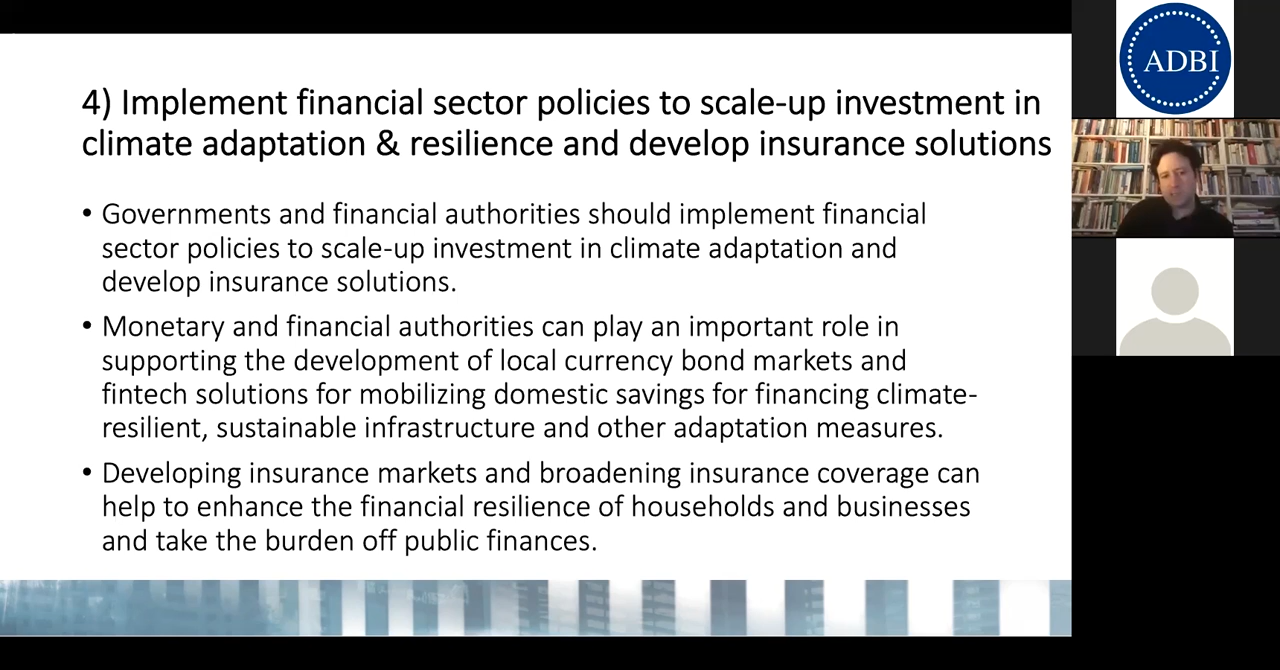 4) Implement financial sector policies to scale-up investment in
climate adaptation & resilience and develop insurance solutions
• Governments and financial authorities should implement financial
sector policies to scale-up investment in climate adaptation and
develop insurance solutions.
• Monetary and financial authorities can play an important role in
supporting the development of local currency bond markets and
fintech solutions for mobilizing domestic savings for financing climate-
resilient, sustainable infrastructure and other adaptation measures.
• Developing insurance markets and broadening insurance coverage can
help to enhance the financial resilience of households and businesses
and take the burden off public finances.
ADBI